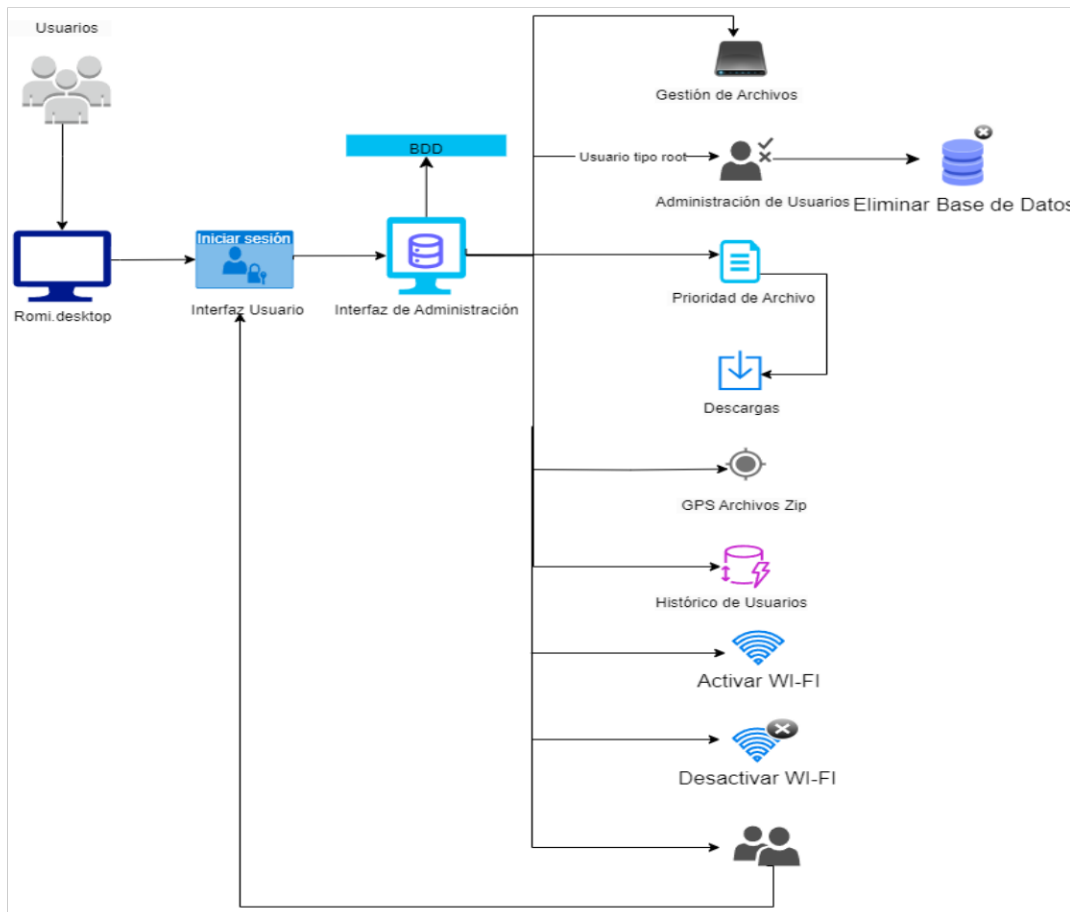 Usuarios
Gestión de Archivos
BDD
Usuario tipo root
Administración de Usuarios
Eliminar Base de Datos
Iniciar sesión
Romi.desktop
Interfaz Usuario
Interfaz de Administración
Prioridad de Archivo
Descargas
GPS Archivos Zip
Histórico de Usuarios
Activar WI-FI
Desactivar WI-FI